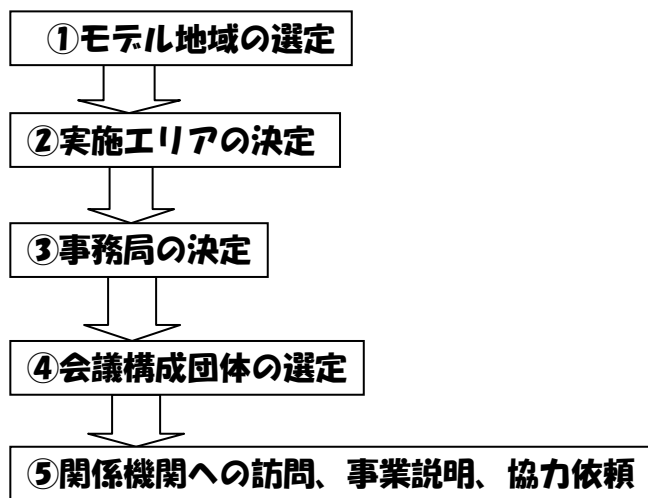 ①モデル地域の選定
②実施エリアの決定
③事務局の決定
④会議構成団体の選定
⑤関係機関への訪問、事業説明、協力依頼